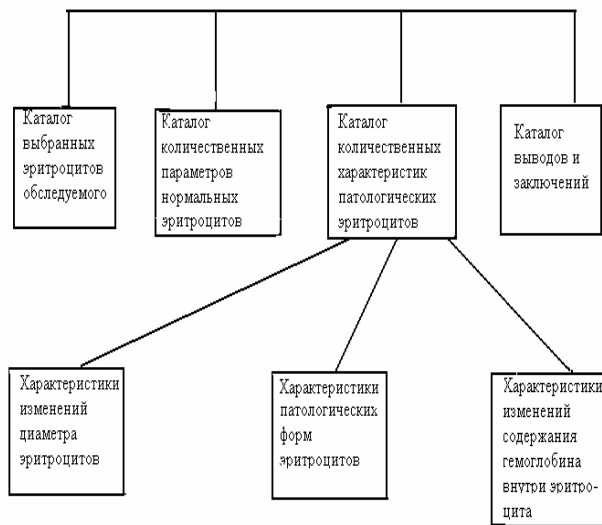 Каталог
выбранных
эритроцитов
обследуемого
Каталог
количественных
параметров
нормальных
эритроцитов
Каталог
количественных
характеристик
патологических
эритроцитов
Каталог
выводов и
заключений
Характеристики
изменений
циаметра
эритроцитов
Характеристики
патологических
форм
эритроцитов
Характеристики
изменений
содержания
гемоглобина
внутри эритро-
цита